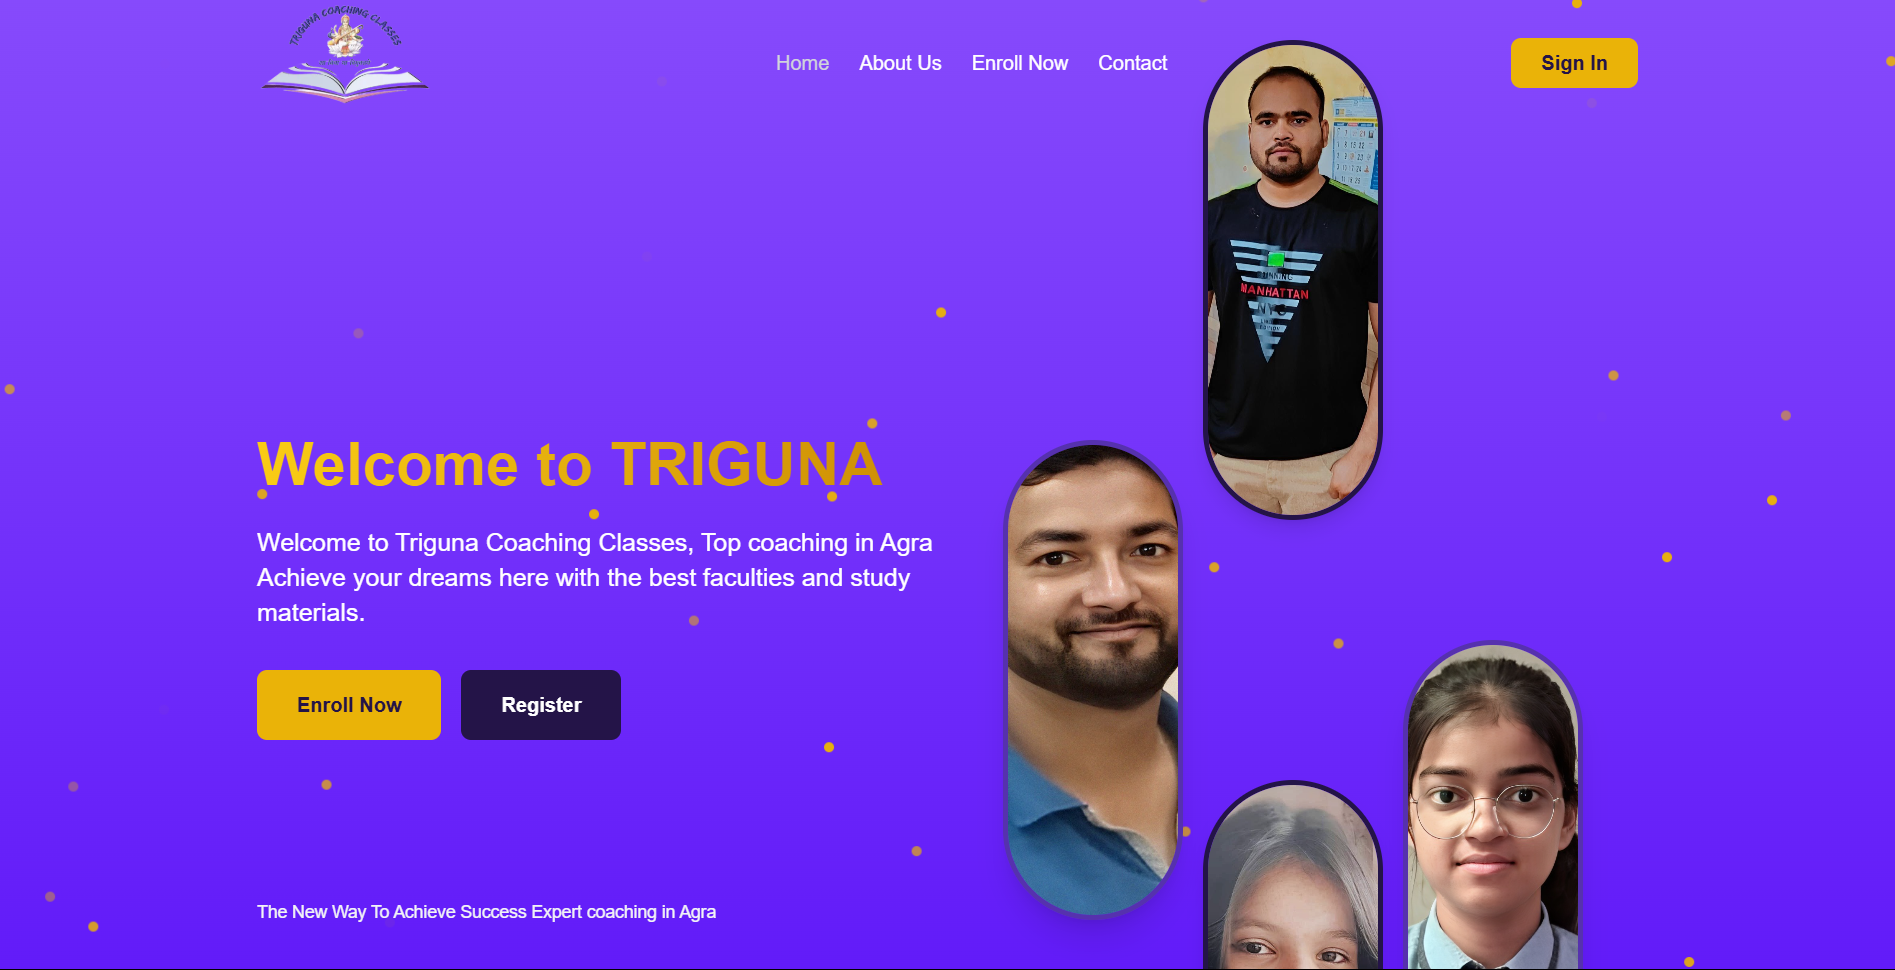 TRIGUNA COACHING CLASSES
Home
About Us
Enroll Now
Contact
Sign In
MANHATTAN
Welcome to TRIGUNA
Welcome to Triguna Coaching Classes, Top coaching in Agra
Achieve your dreams here with the best faculties and study
materials.
Enroll Now
Register
The New Way To Achieve Success Expert coaching in Agra